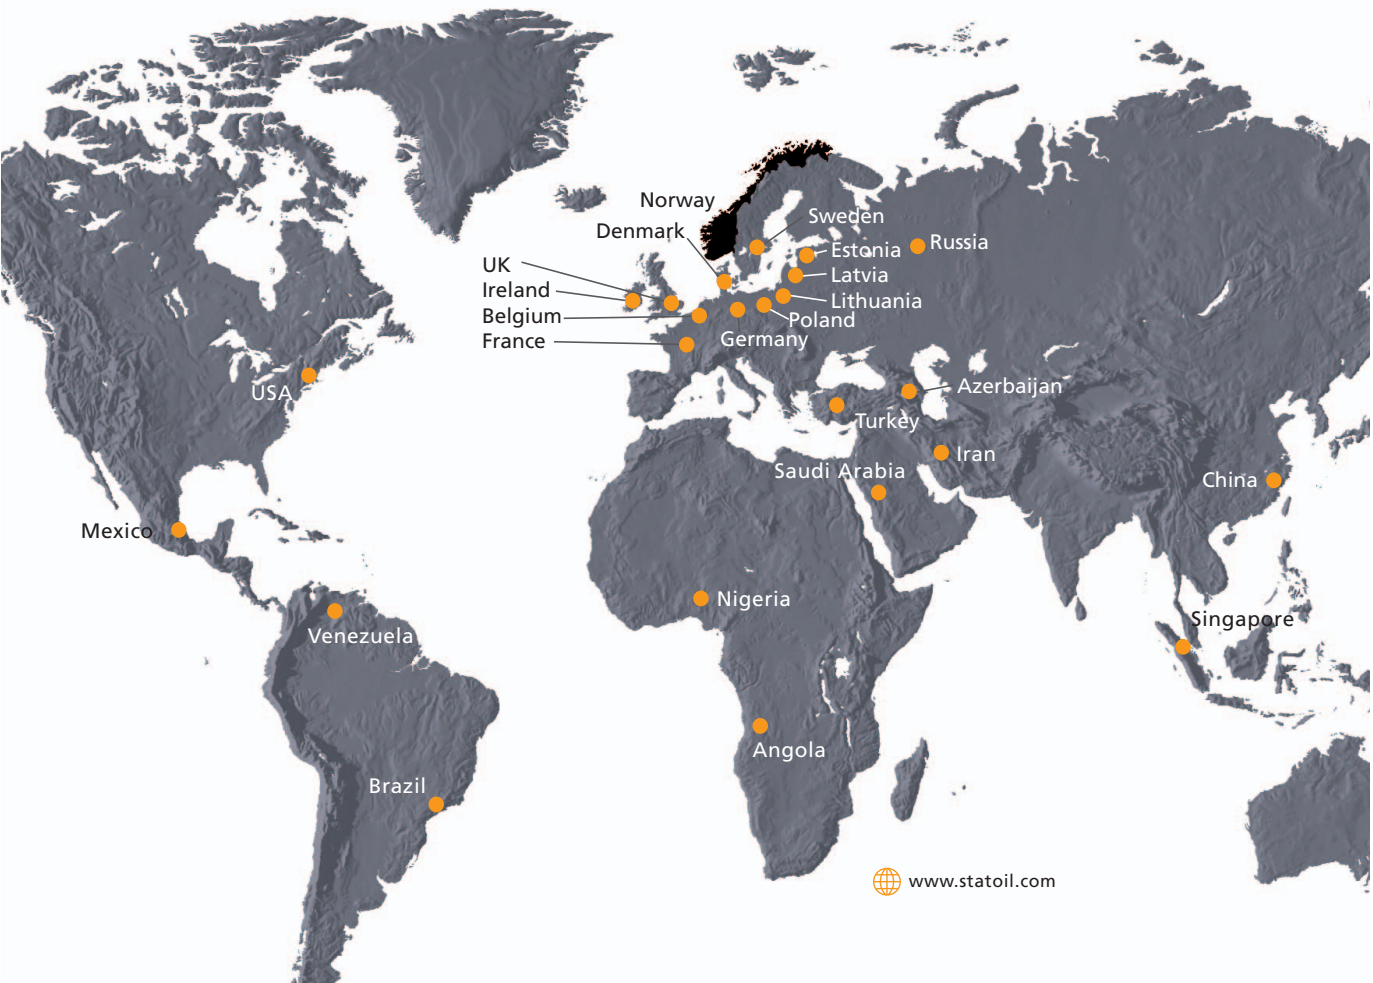 Norway
Sweden
Denmark
Russia
Estonia
UK
Latvia
Ireland
Lithuania
Belgium
Poland
Germany
France
USA
Azerbaijan
Turkey
Iran
Saudi Arabia
China
Mexico
Nigeria
Singapore
Venezuela
Angola
Brazil
www.statoil.com